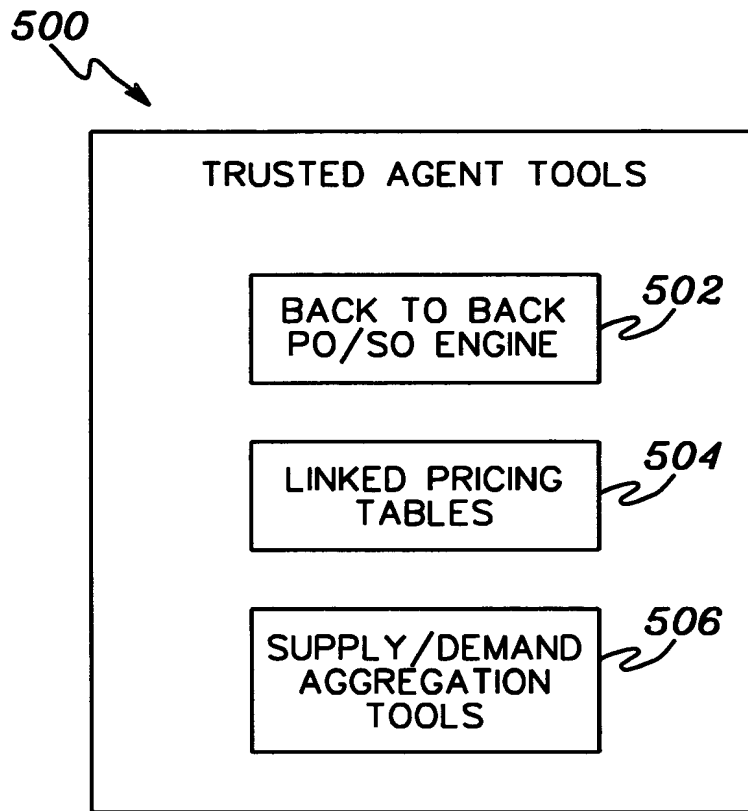 500
TRUSTED AGENT TOOLS
BACK TO BACK
PO/SO ENGINE
502
LINKED PRICING
TABLES
504
SUPPLY/DEMAND
AGGREGATION
TOOLS
506